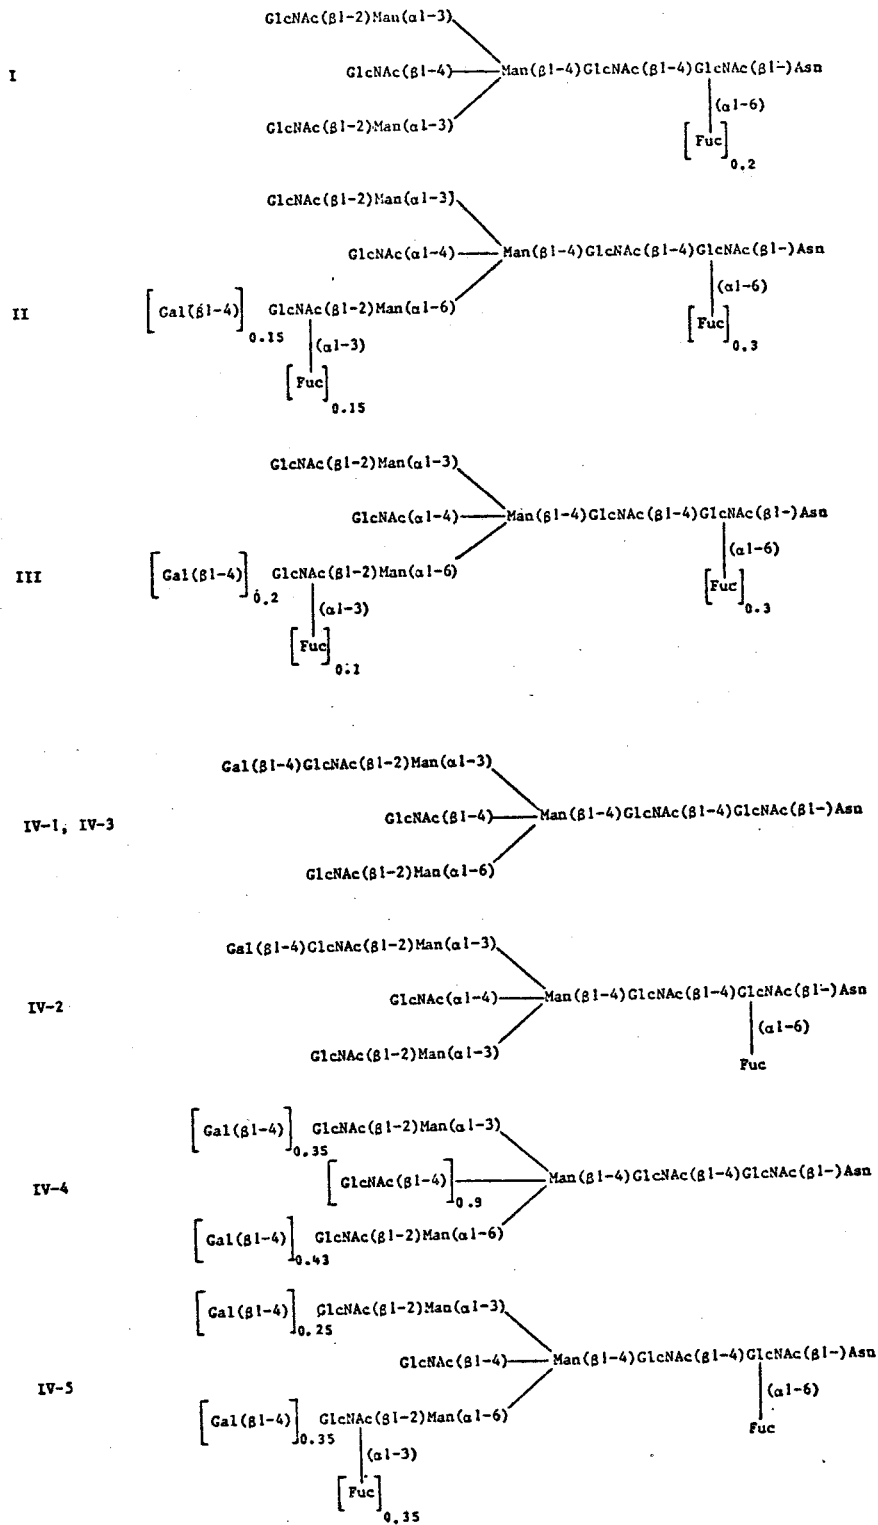 GlcNAc(β1-2)Man(α1-3)
I GlcNAc(β1-4) Man(β1-4)GlcNAc(β1-4)GlcNAc(β1-)Asn
(α1-6)
GlcNAc(β1-2)Man(α1-3)
[Fuc]0.2
GlcNAc(β1-2)Man(α1-3)
GlcNAc(α1-4) Man(β1-4)GlcNAc(β1-4)GlcNAc(β1-)Asn
(α1-6)
II [Gal(β1-4)]0.15 GlcNAc(β1-2)Man(α1-6)
[Fuc]0.3
(α1-3)
[Fuc]0.15
GlcNAc(β1-2)Man(α1-3)
GlcNAc(α1-4) Man(β1-4)GlcNAc(β1-4)GlcNAc(β1-)Asn
(α1-6)
III [Gal(β1-4)]0.2 GlcNAc(β1-2)Man(α1-6)
[Fuc]0.3
(α1-3)
[Fuc]0.1
Gal(β1-4)GlcNAc(β1-2)Man(α1-3)
IV-1, IV-3 GlcNAc(β1-4) Man(β1-4)GlcNAc(β1-4)GlcNAc(β1-)Asn
GlcNAc(β1-2)Man(α1-6)
Gal(β1-4)GlcNAc(β1-2)Man(α1-3)
IV-2 GlcNAc(α1-4) Man(β1-4)GlcNAc(β1-4)GlcNAc(β1-)Asn
(α1-6)
GlcNAc(β1-2)Man(α1-3)
Fuc
[Gal(β1-4)]0.35 GlcNAc(β1-2)Man(α1-3)
IV-4 [GlcNAc(β1-4)]0.9 Man(β1-4)GlcNAc(β1-4)GlcNAc(β1-)Asn
[Gal(β1-4)]0.43 GlcNAc(β1-2)Man(α1-6)
[Gal(β1-4)]0.25 GlcNAc(β1-2)Man(α1-3)
GlcNAc(β1-4) Man(β1-4)GlcNAc(β1-4)GlcNAc(β1-)Asn
IV-5 (α1-6)
[Gal(β1-4)]0.35 GlcNAc(β1-2)Man(α1-6)
Fuc
(α1-3)
[Fuc]0.35